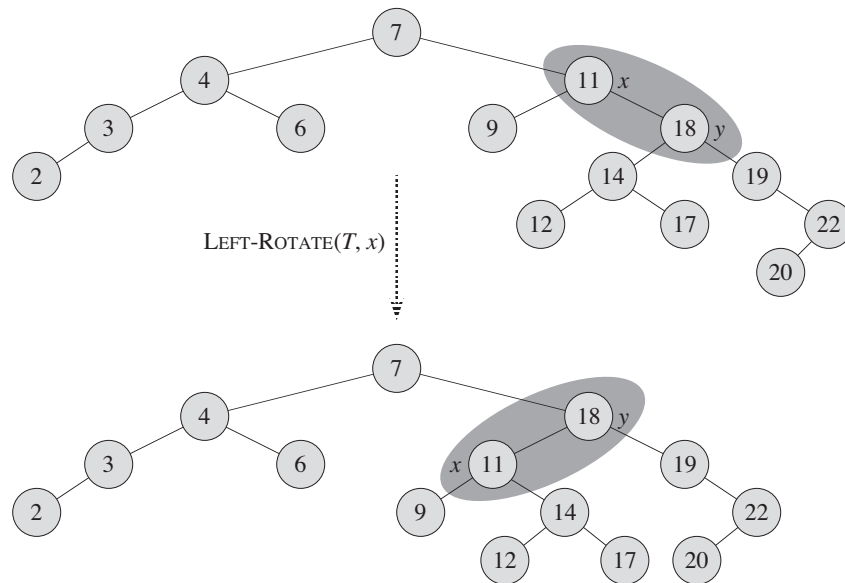 7
4 11 x
3 6 9 18 y
2 14 19
12 17 22
LEFT-ROTATE(T, x)
20
7
4 18 y
3 6 x 11 19
2 9 14 22
12 17 20